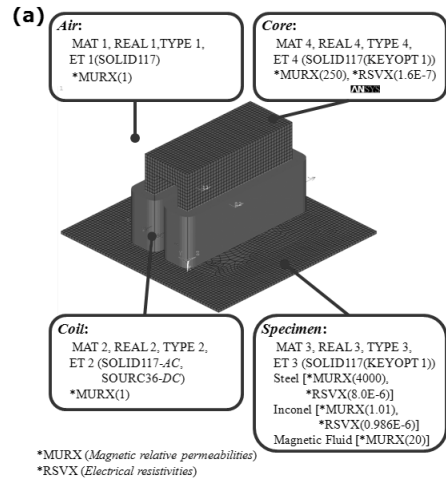 (a)
Air:
MAT 1, REAL 1,TYPE 1,
ET 1(SOLID117)
*MURX(1)
Core:
MAT 4, REAL 4, TYPE 4,
ET 4 (SOLID117(KEYOPT 1))
*MURX(250), *RSVX(1.6E-7)
ANSYS
Coil:
MAT 2, REAL 2, TYPE 2,
ET 2 (SOLID117-AC,
SOURC36-DC)
*MURX(1)
Specimen:
MAT 3, REAL 3, TYPE 3,
ET 3 (SOLID117(KEYOPT 1))
Steel [*MURX(4000),
*RSVX(8.0E-6)]
Inconel [*MURX(1.01),
*RSVX(0.986E-6)]
Magnetic Fluid [*MURX(20)]
*MURX (Magnetic relative permeabilities)
*RSVX (Electrical resistivities)